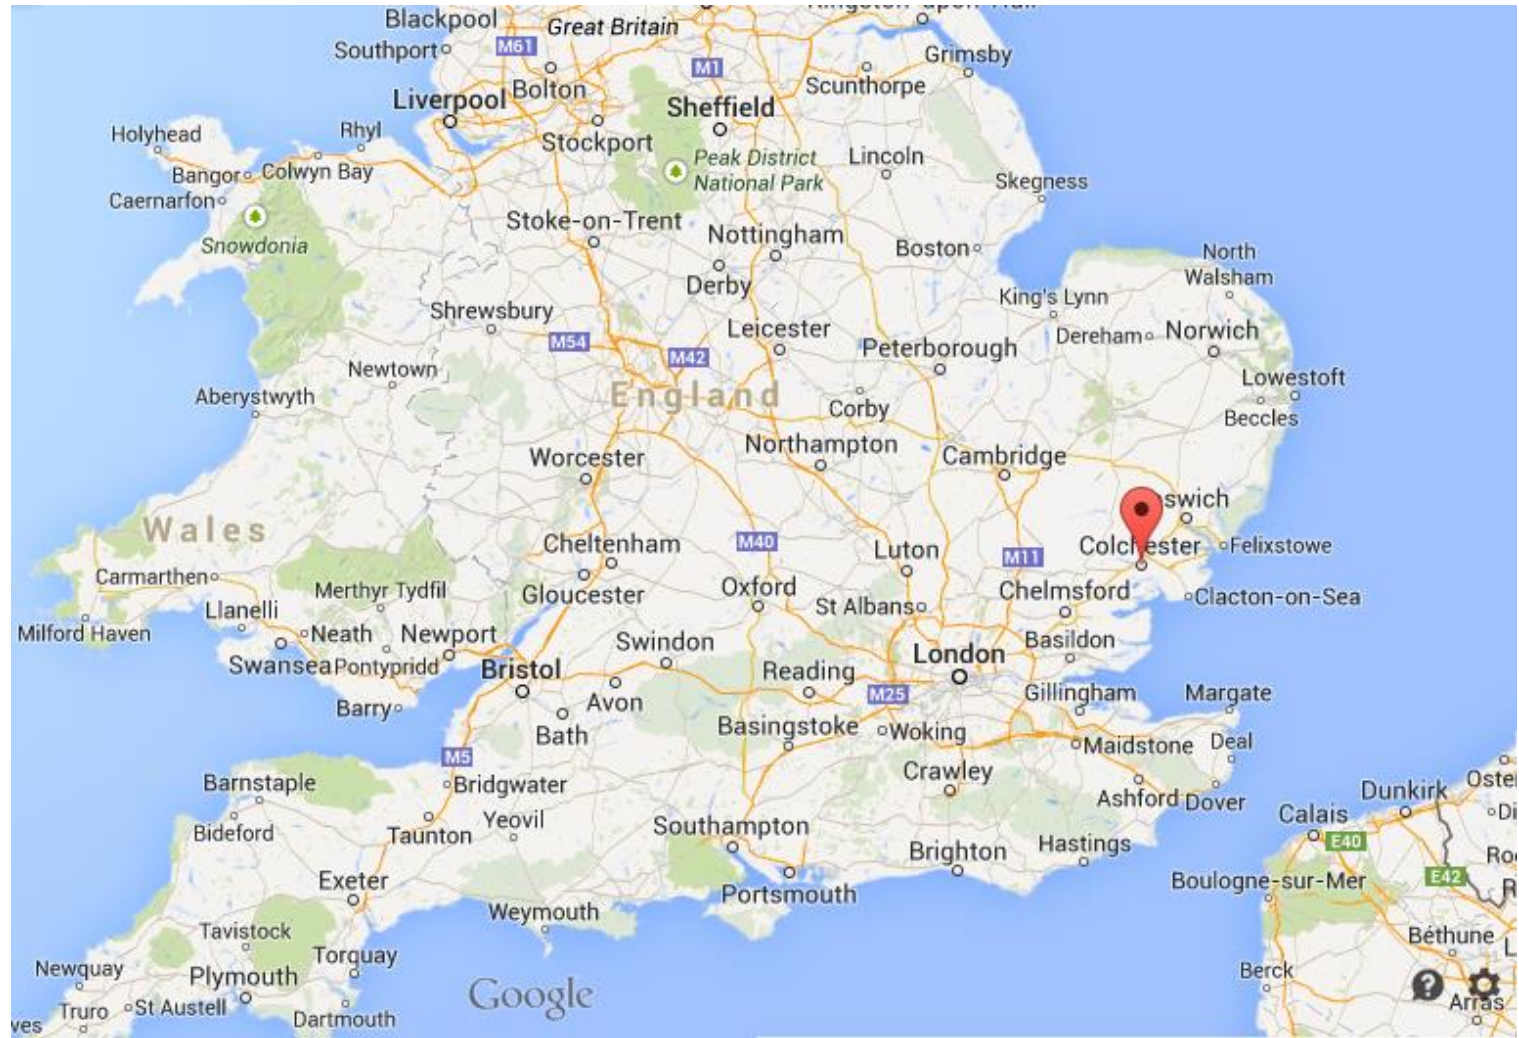 Blackpool
Great Britain
Southport
M61
M1
Grimsby
Bolton
Scunthorpe
Liverpool
Sheffield
Holyhead
Rhyl
Stockport
Peak District
National Park
Lincoln
Bangor
Colwyn Bay
Skegness
Caernarfon
Snowdonia
Stoke-on-Trent
Nottingham
Boston
North
Walsham
Derby
King's Lynn
Shrewsbury
Leicester
Dereham
Norwich
M54
M42
Peterborough
Newtown
England
Lowestoft
Aberystwyth
Corby
Beccles
Northampton
Worcester
Cambridge
swich
Wales
Cheltenham
M40
Luton
M11
Colchester
Felixstowe
Carmarthen
Merthyr Tydfil
Gloucester
Oxford
St Albans
Chelmsford
Clacton-on-Sea
Llanelli
Milford Haven
Neath
Newport
Swindon
Basildon
Swansea
Pontypridd
Bristol
Reading
London
M25
Gillingham
Margate
Barry
Avon
Bath
Basingstoke
Woking
Maidstone
Deal
M5
Barnstaple
Bridgwater
Crawley
Ashford
Dover
Dunkirk
Oste
Bideford
Taunton
Yeovil
Southampton
Brighton
Hastings
Calais
E40
Di
Ro
Exeter
Portsmouth
Boulogne-sur-Mer
E42
R
Weymouth
Tavistock
Torquay
Béthune
L
Newquay
Plymouth
Google
Berck
Truro
St Austell
Dartmouth
Arras
ves